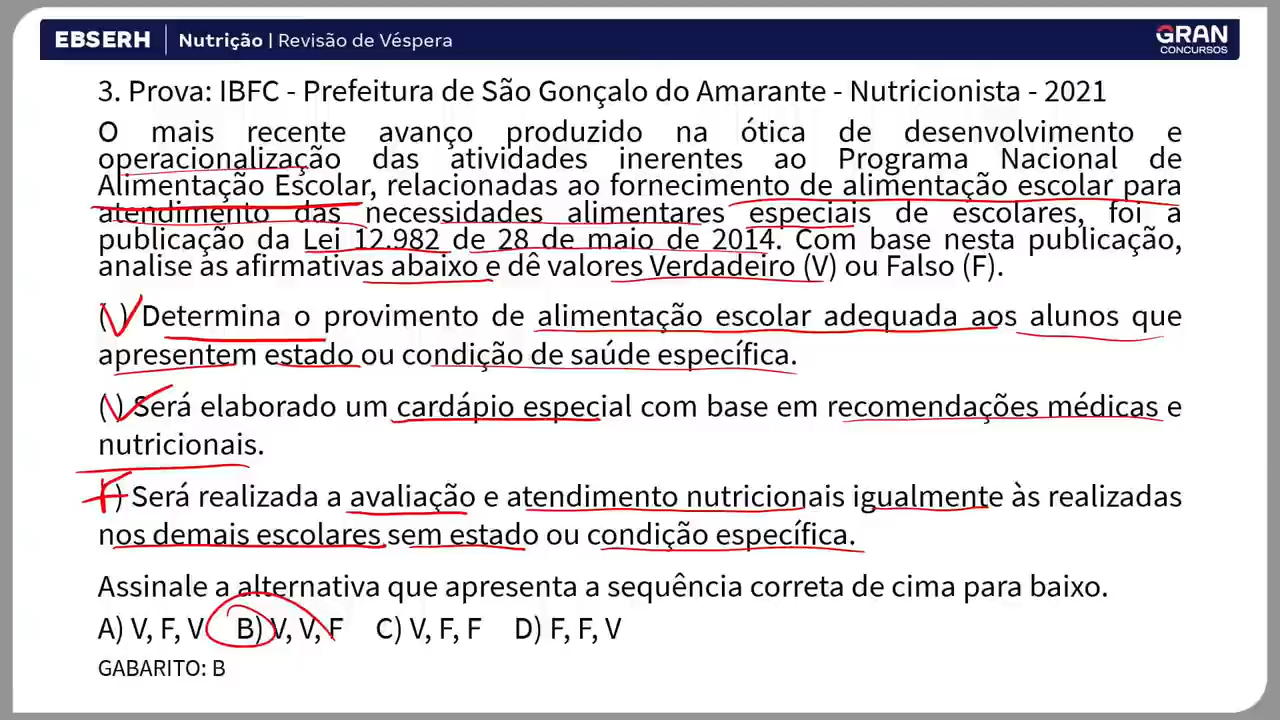 EBSERH | Nutrição | Revisão de Véspera
GRAN CONCURSOS
3. Prova: IBFC - Prefeitura de São Gonçalo do Amarante - Nutricionista - 2021
O mais recente avanço produzido na ótica de desenvolvimento e
operacionalização das atividades inerentes ao Programa Nacional de
Alimentação Escolar, relacionadas ao fornecimento de alimentação escolar para
atendimento das necessidades alimentares especiais de escolares, foi a
publicação da Lei 12.982 de 28 de maio de 2014. Com base nesta publicação,
analise as afirmativas abaixo e dê valores Verdadeiro (V) ou Falso (F).
(V) Determina o provimento de alimentação escolar adequada aos alunos que
apresentem estado ou condição de saúde específica.
(V) Será elaborado um cardápio especial com base em recomendações médicas e
nutricionais.
(F) Será realizada a avaliação e atendimento nutricionais igualmente às realizadas
nos demais escolares sem estado ou condição específica.
Assinale a alternativa que apresenta a sequência correta de cima para baixo.
A) V, F, V B) V, V, F C) V, F, F D) F, F, V
GABARITO: B